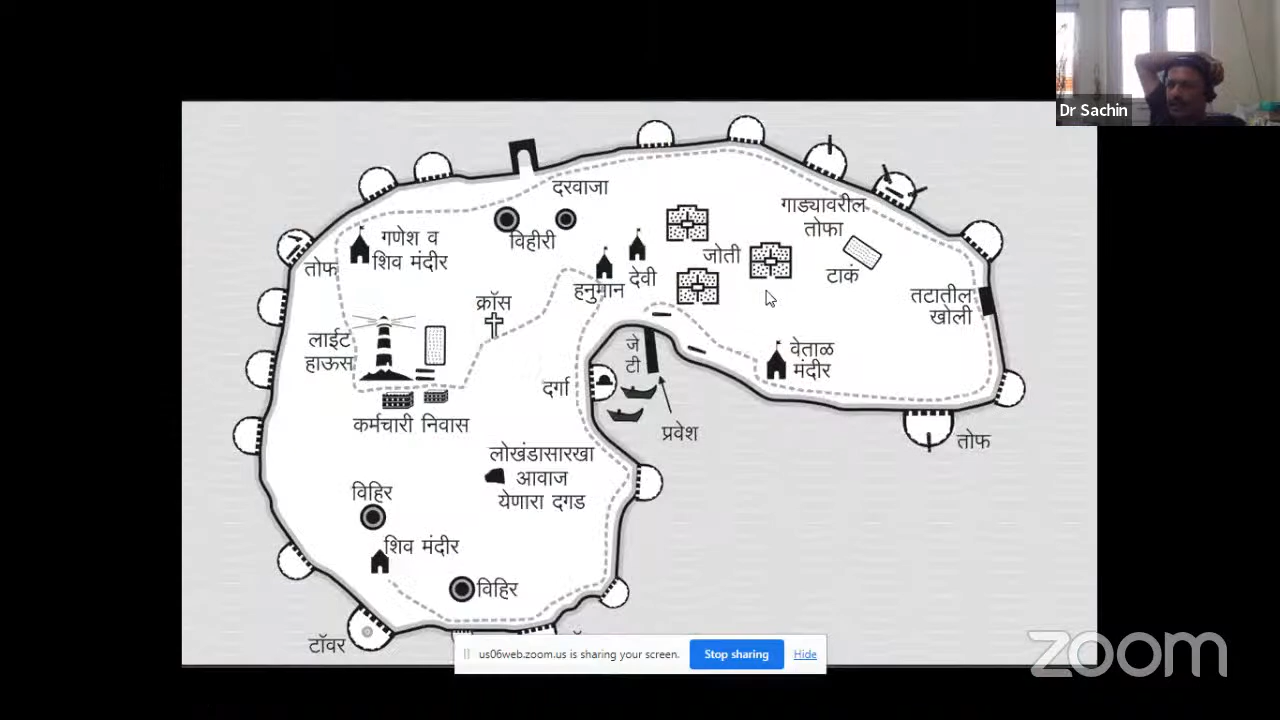 Dr Sachin
दरवाजा
विहीरी
गणेश व
शिव मंदीर
तोफ
गाड्यावरील
तोफा
टाकं
जोती
देवी
हनुमान
क्रॉस
तटातील
खोली
लाईट
हाऊस
जे
टी
वेताळ
मंदीर
दर्गा
प्रवेश
तोफ
कर्मचारी निवास
लोखंडासारखा
आवाज
येणारा दगड
विहिर
शिव मंदीर
विहिर
टॉवर
us06web.zoom.us is sharing your screen.
Stop sharing
Hide
zoom